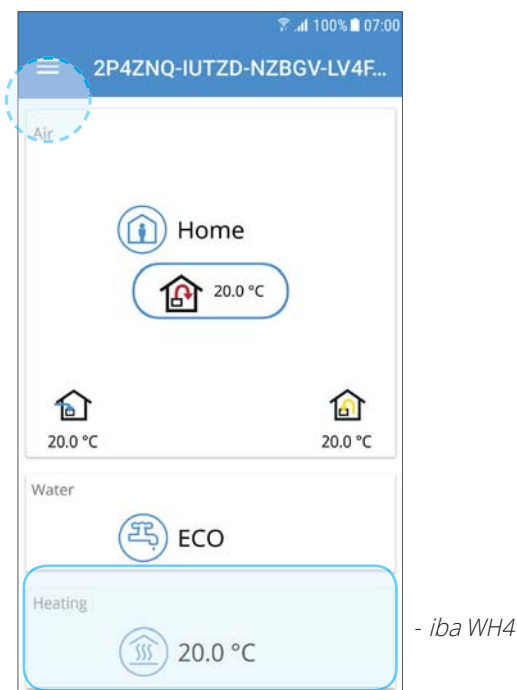 100% 07:00
2P4ZNQ-IUTZD-NZBGV-LV4F...
Air
Home
20.0 °C
20.0 °C 20.0 °C
Water
ECO
Heating
20.0 °C
- iba WH4